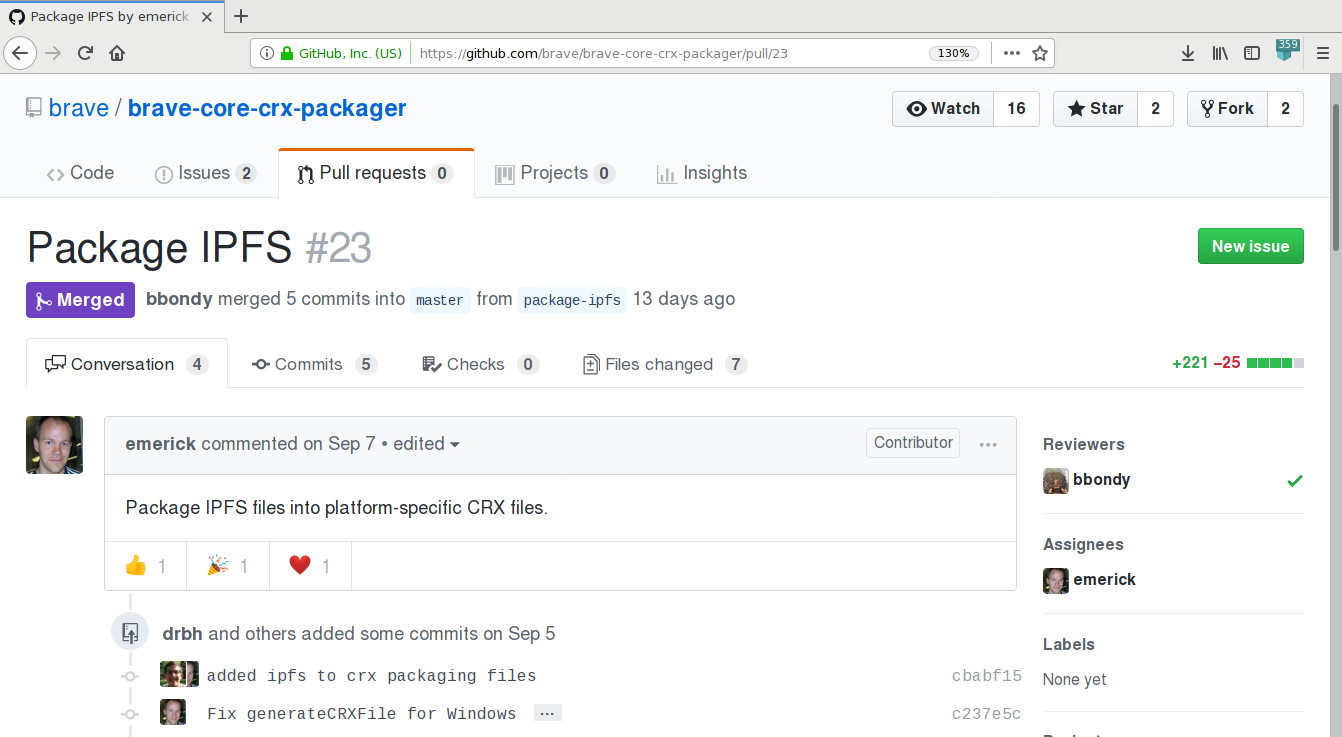 Package IPFS by emerick
359
GitHub, Inc. (US) https://github.com/brave/brave-core-crx-packager/pull/23 130%
brave / brave-core-crx-packager
Watch 16 Star 2 Fork 2
Code Issues 2 Pull requests 0 Projects 0 Insights
Package IPFS #23
New issue
Merged bbondy merged 5 commits into master from package-ipfs 13 days ago
Conversation 4 Commits 5 Checks 0 Files changed 7 +221 −25
emerick commented on Sep 7 • edited Contributor
Package IPFS files into platform-specific CRX files.
1 1 1
drbh and others added some commits on Sep 5
added ipfs to crx packaging files cbabf15
Fix generateCRXFile for Windows … c237e5c
Reviewers
bbondy
Assignees
emerick
Labels
None yet